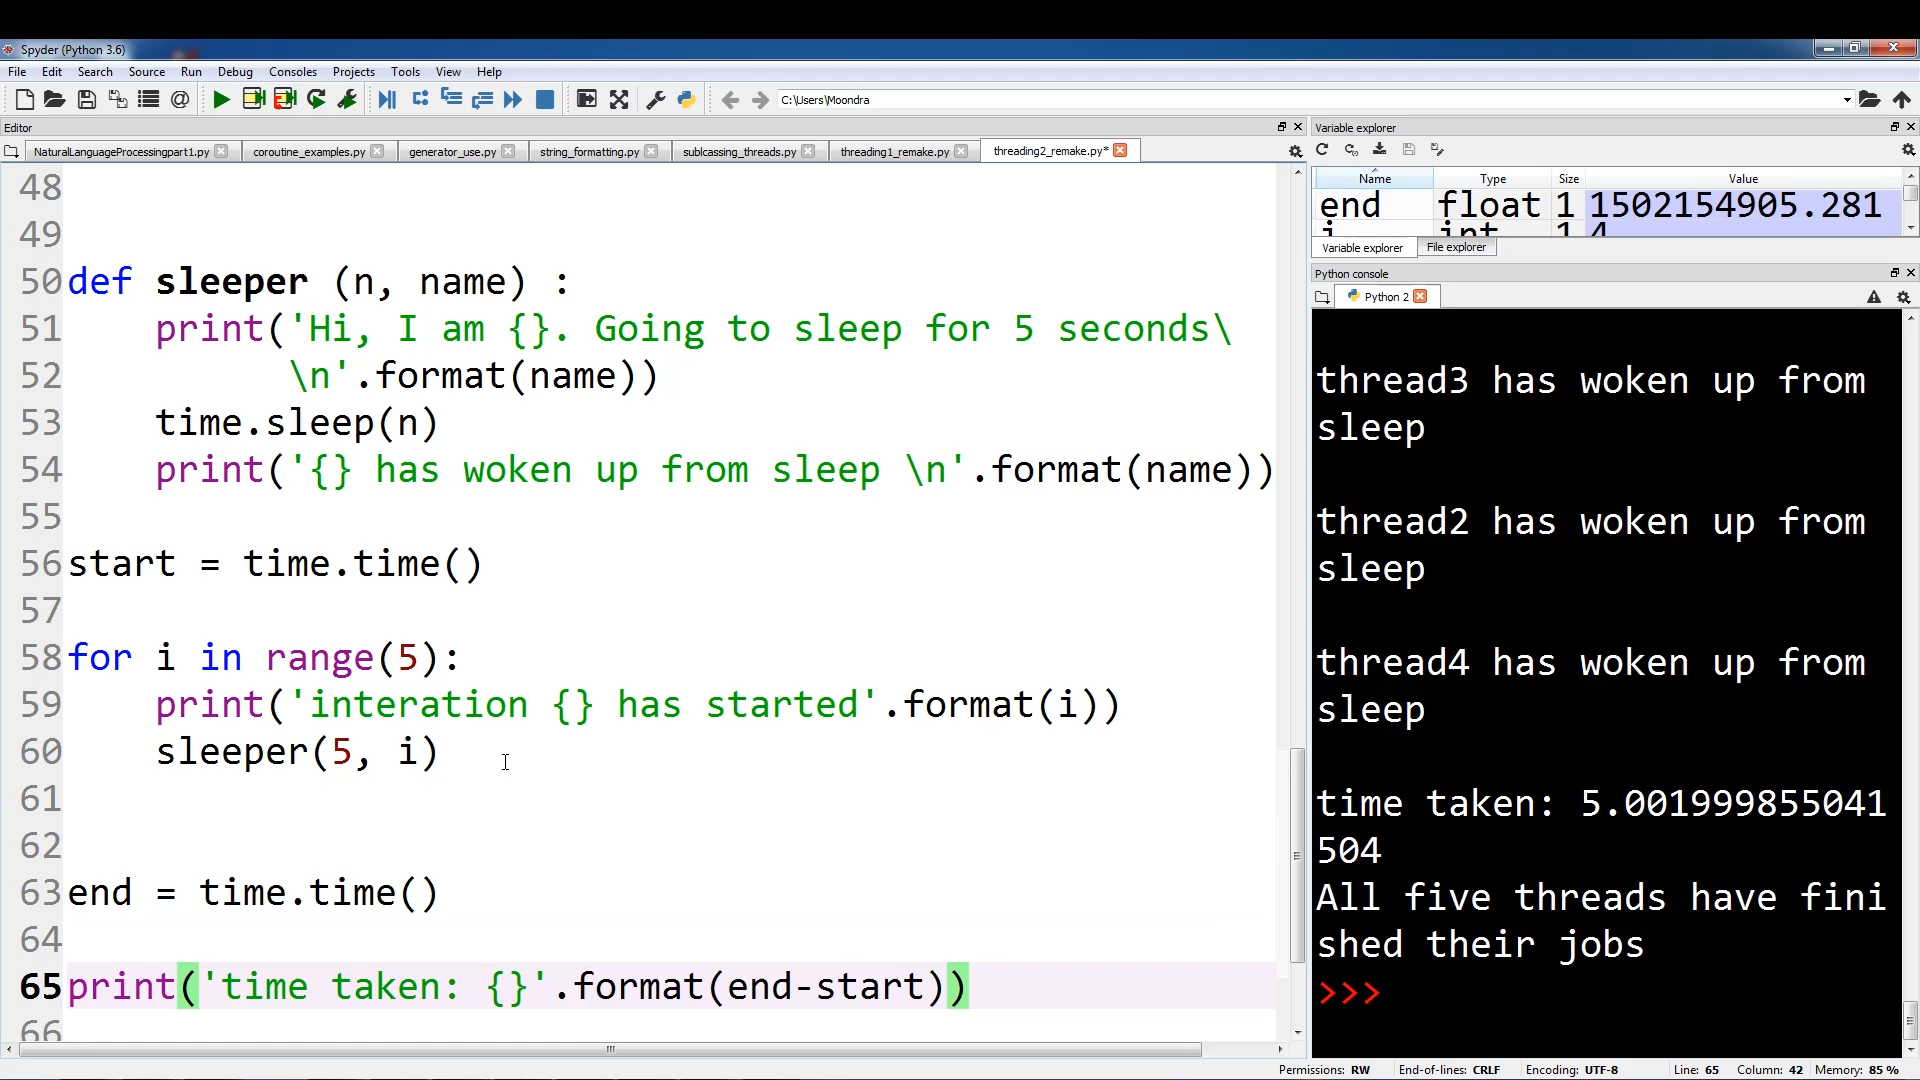 Spyder (Python 3.6)
File Edit Search Source Run Debug Consoles Projects Tools View Help
C:\Users\Moondra
Editor
NaturalLanguageProcessingpart1.py coroutine_examples.py generator_use.py string_formatting.py sublcassing_threads.py threading1_remake.py threading2_remake.py*
48
49
50 def sleeper (n, name) :
51 print('Hi, I am {}. Going to sleep for 5 seconds\
52 \n'.format(name))
53 time.sleep(n)
54 print('{} has woken up from sleep \n'.format(name))
55
56 start = time.time()
57
58 for i in range(5):
59 print('interation {} has started'.format(i))
60 sleeper(5, i)
61
62
63 end = time.time()
64
65 print('time taken: {}'.format(end-start))
66
Variable explorer
Name Type Size Value
end float 1 1502154905.281
i int 1 4
Variable explorer File explorer
Python console
Python 2
thread3 has woken up from
sleep
thread2 has woken up from
sleep
thread4 has woken up from
sleep
time taken: 5.001999855041
504
All five threads have fini
shed their jobs
>>>
Permissions: RW End-of-lines: CRLF Encoding: UTF-8 Line: 65 Column: 42 Memory: 85 %